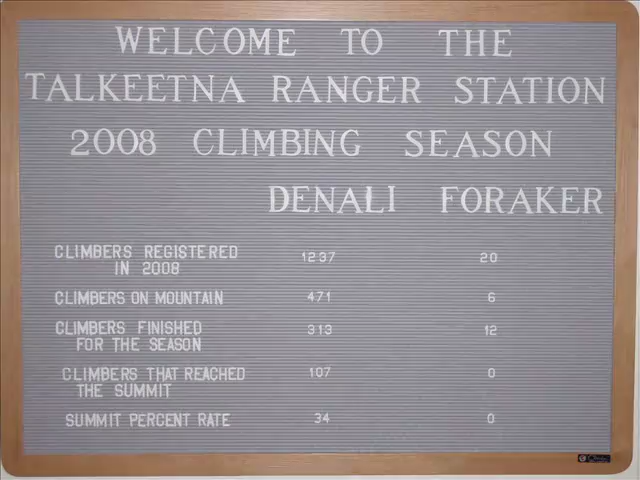 WELCOME TO THE
TALKEETNA RANGER STATION
2008 CLIMBING SEASON
DENALI FORAKER
CLIMBERS REGISTERED
IN 2008 1237 20
CLIMBERS ON MOUNTAIN 471 6
CLIMBERS FINISHED
FOR THE SEASON 313 12
CLIMBERS THAT REACHED
THE SUMMIT 107 0
SUMMIT PERCENT RATE 34 0